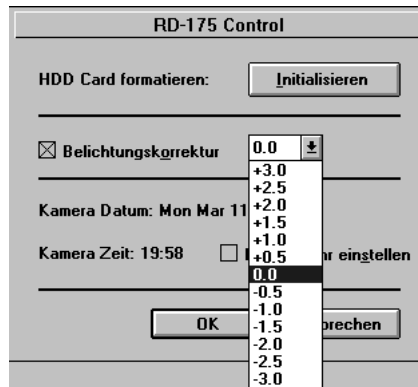 RD-175 Control
HDD Card formatieren: Initialisieren
Belichtungskorrektur 0.0
+3.0
+2.5
+2.0
+1.5
+1.0
+0.5
0.0
-0.5
-1.0
-1.5
-2.0
-2.5
-3.0
Kamera Datum: Mon Mar 11
Kamera Zeit: 19:58 hr einstellen
OK prechen